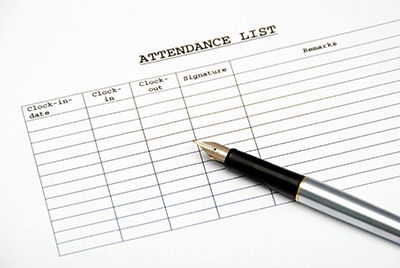 ATTENDANCE LIST
Clock-in-
date
Clock-
in
Clock-
out
Signature
Remarks